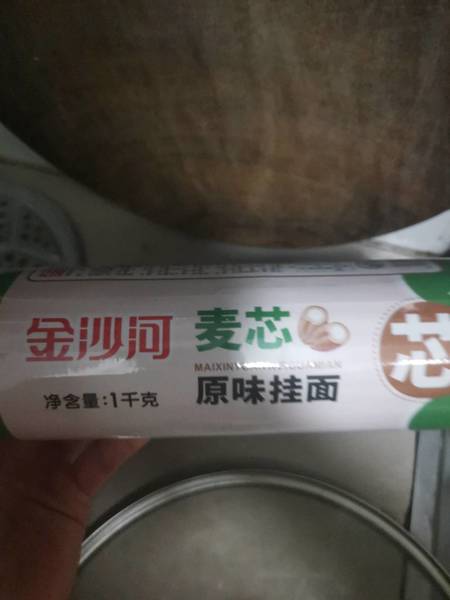 金沙河
麦芯
原味挂面
净含量:1千克
芯